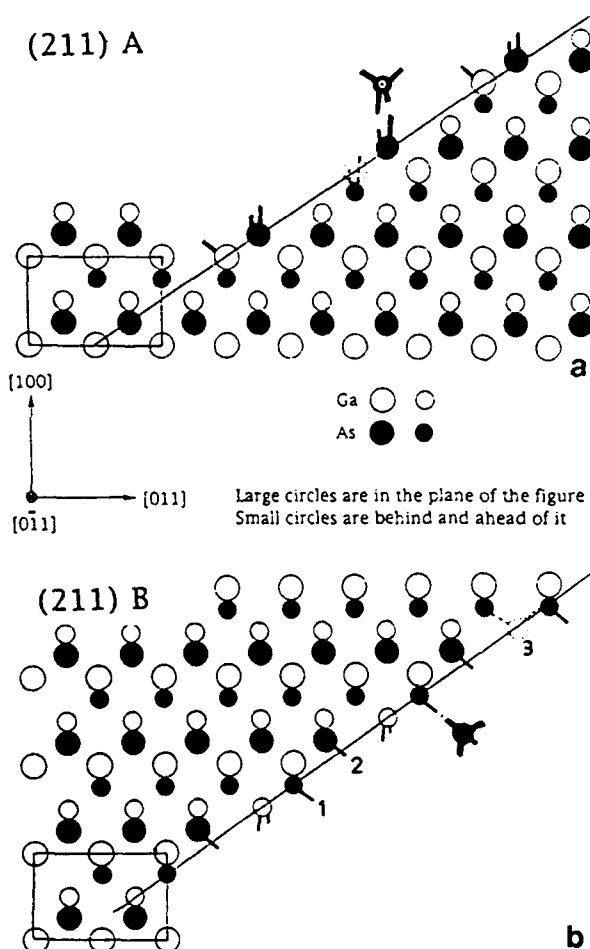 (211) A
a
[100]
Ga
As
[011]
[01̄1]
Large circles are in the plane of the figure
Small circles are behind and ahead of it
(211) B
3
2
1
b